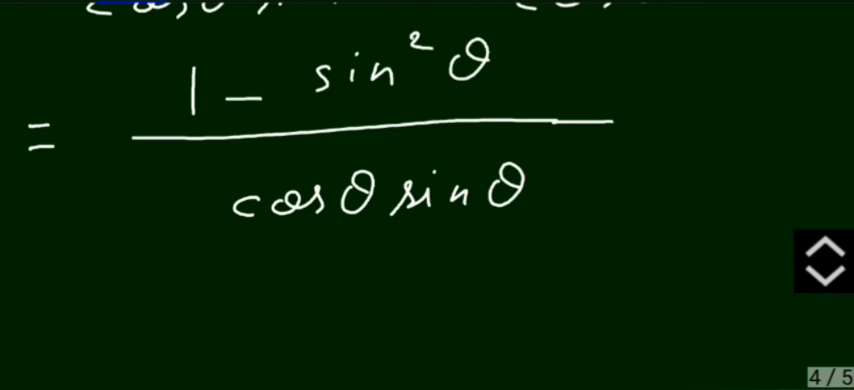 = (1 - sin²θ) / (cosθ sinθ)
4/5